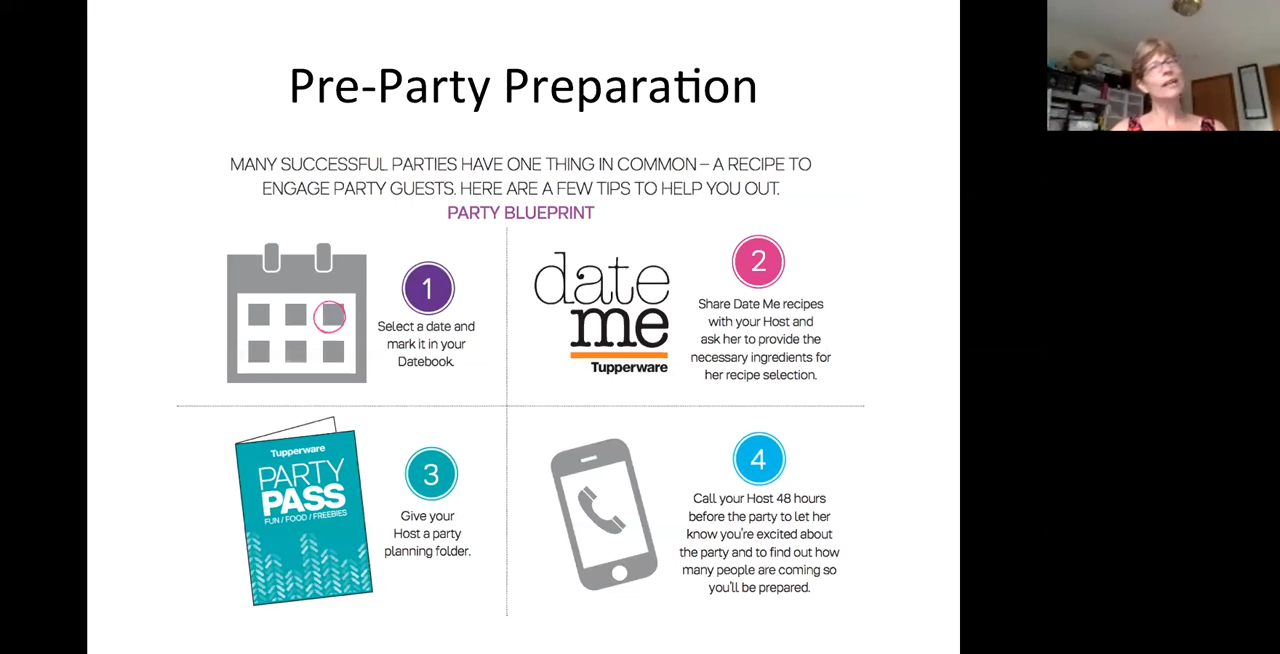 Pre-Party Preparation
MANY SUCCESSFUL PARTIES HAVE ONE THING IN COMMON – A RECIPE TO
ENGAGE PARTY GUESTS. HERE ARE A FEW TIPS TO HELP YOU OUT.
PARTY BLUEPRINT
1
Select a date and
mark it in your
Datebook.
date
me
Tupperware
2
Share Date Me recipes
with your Host and
ask her to provide the
necessary ingredients for
her recipe selection.
Tupperware
PARTY
PASS
FUN / FOOD / FREEBIES
3
Give your
Host a party
planning folder.
4
Call your Host 48 hours
before the party to let her
know you're excited about
the party and to find out how
many people are coming so
you'll be prepared.